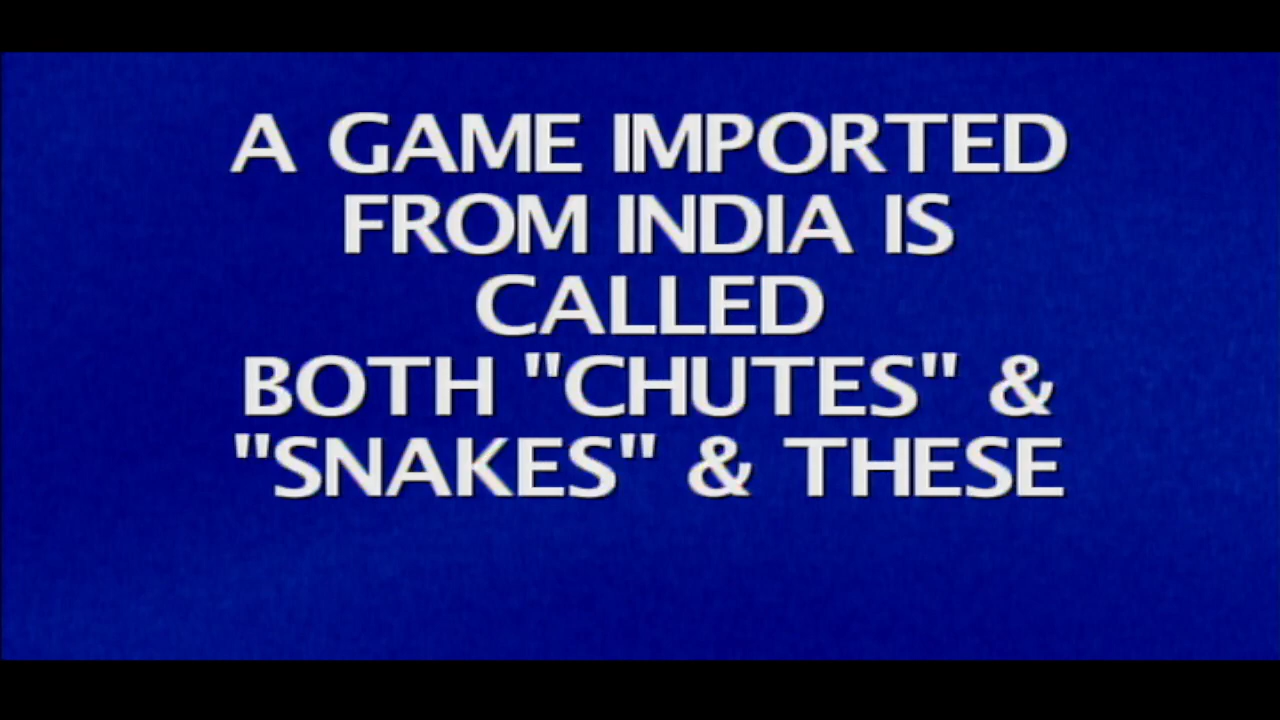 A GAME IMPORTED
FROM INDIA IS
CALLED
BOTH "CHUTES" &
"SNAKES" & THESE